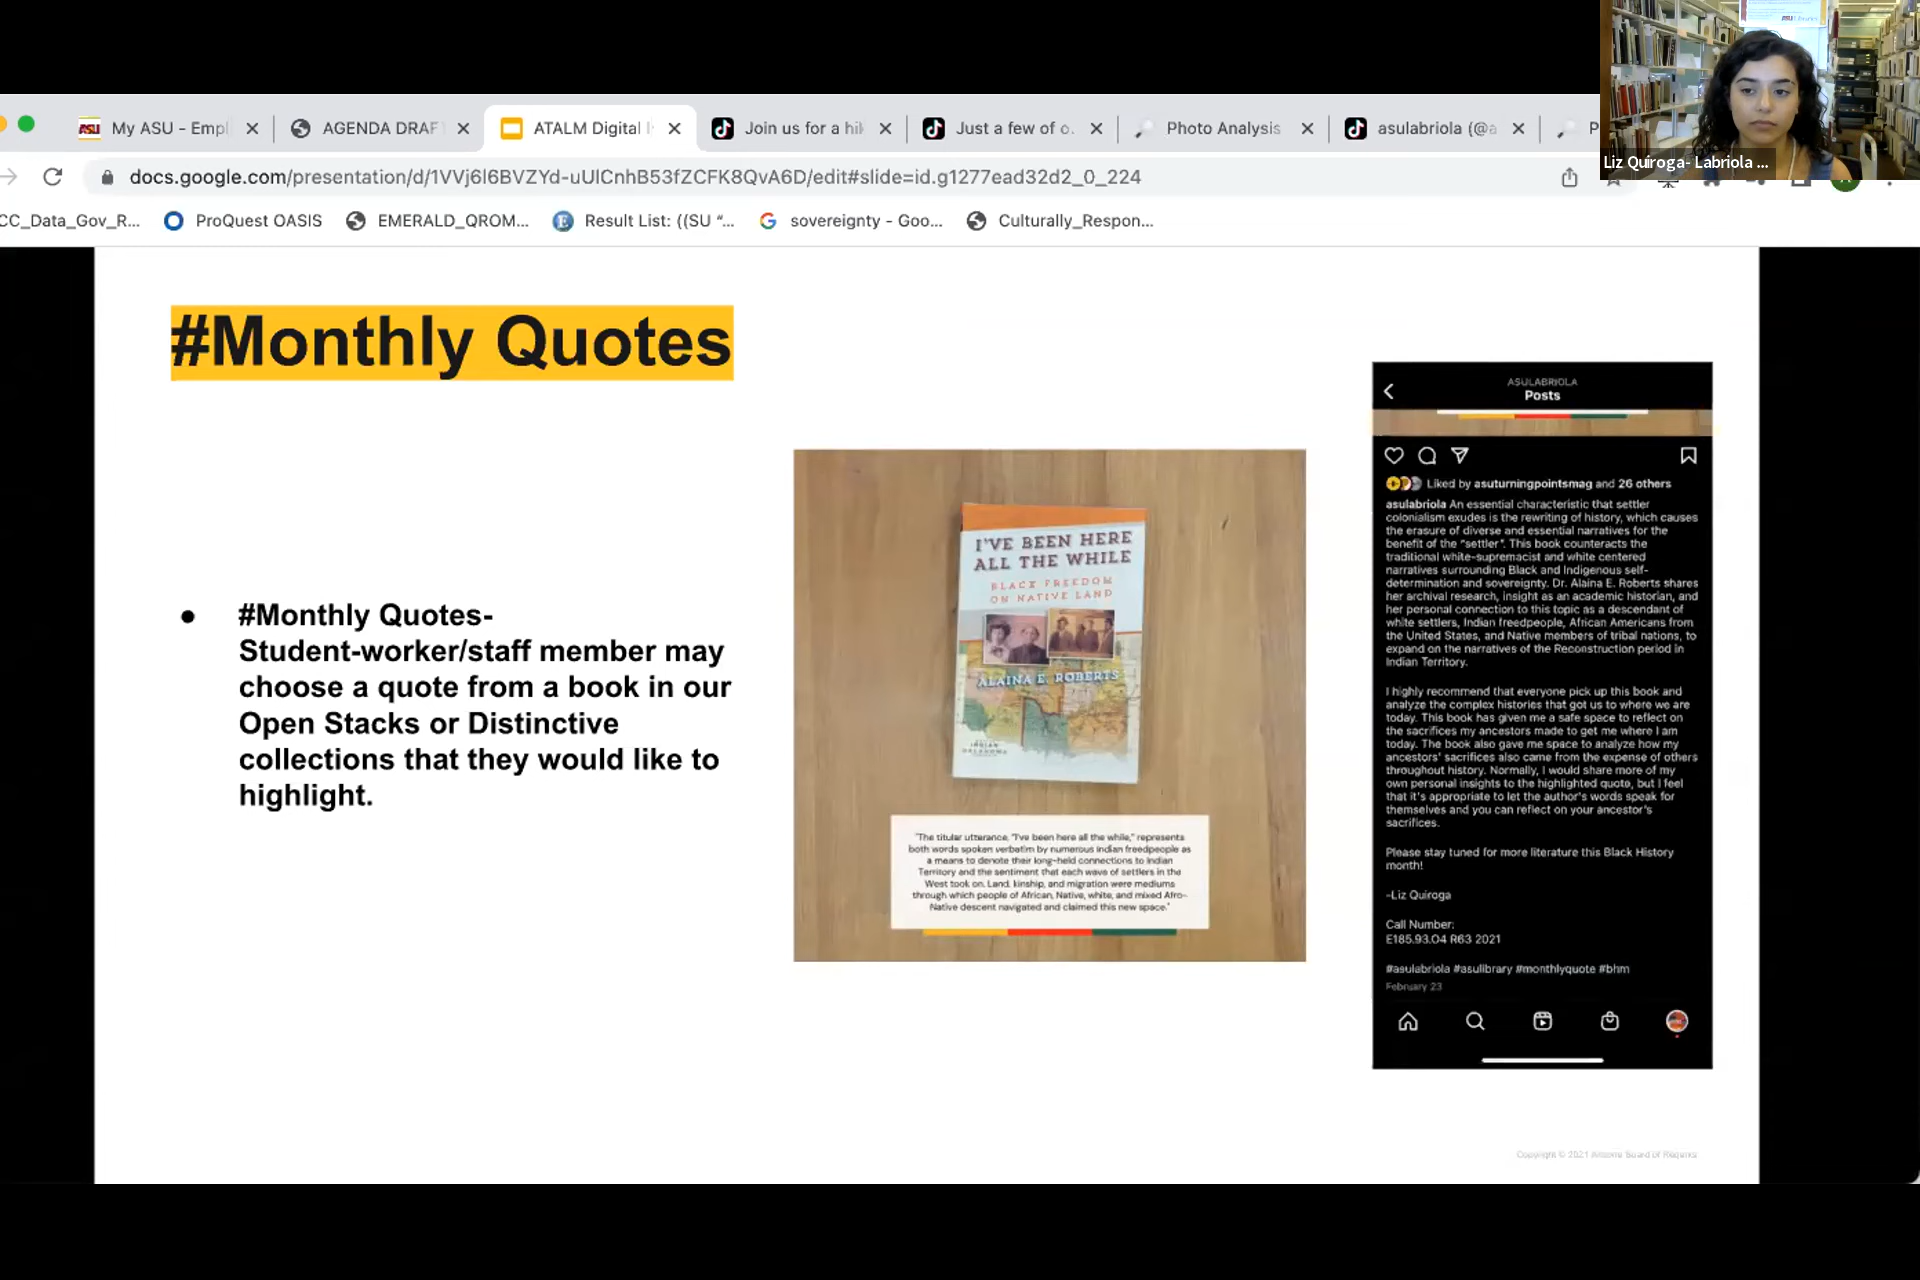 ASU Libraries
Liz Quiroga- Labriola ...
My ASU - Empl
AGENDA DRAFT
ATALM Digital I
Join us for a hik
Just a few of o.
Photo Analysis
asulabriola (@a
P
docs.google.com/presentation/d/1VVj6l6BVZYd-uUlCnhB53fZCFK8QvA6D/edit#slide=id.g1277ead32d2_0_224
CC_Data_Gov_R...
ProQuest OASIS
EMERALD_QROM...
Result List: ((SU “...
sovereignty - Goo...
Culturally_Respon...
#Monthly Quotes
● #Monthly Quotes-
Student-worker/staff member may
choose a quote from a book in our
Open Stacks or Distinctive
collections that they would like to
highlight.
I'VE BEEN HERE
ALL THE WHILE
BLACK FREEDOM
ON NATIVE LAND
ALAINA E. ROBERTS
"The titular utterance, "I've been here all the while," represents
both words spoken verbatim by numerous Indian freedpeople as
a means to denote their long-held connections to Indian
Territory and the sentiment that each wave of settlers in the
West took on. Land, kinship, and migration were mediums
through which people of African, Native, white, and mixed Afro-
Native descent navigated and claimed this new space."
ASULABRIOLA
Posts
Liked by asuturningpointsmag and 26 others
asulabriola An essential characteristic that settler
colonialism exudes is the rewriting of history, which causes
the erasure of diverse and essential narratives for the
benefit of the “settler”. This book counteracts the
traditional white-supremacist and white centered
narratives surrounding Black and Indigenous self-
determination and sovereignty. Dr. Alaina E. Roberts shares
her archival research, insight as an academic historian, and
her personal connection to this topic as a descendant of
white settlers, Indian freedpeople, African Americans from
the United States, and Native members of tribal nations, to
expand on the narratives of the Reconstruction period in
Indian Territory.
I highly recommend that everyone pick up this book and
analyze the complex histories that got us to where we are
today. This book has given me a safe space to reflect on
the sacrifices my ancestors made to get me where I am
today. The book also gave me space to analyze how my
ancestors' sacrifices also came from the expense of others
throughout history. Normally, I would share more of my
own personal insights to the highlighted quote, but I feel
that it's appropriate to let the author's words speak for
themselves and you can reflect on your ancestor's
sacrifices.
Please stay tuned for more literature this Black History
month!
-Liz Quiroga
Call Number:
E185.93.O4 R63 2021
#asulabriola #asulibrary #monthlyquote #bhm
February 23
Copyright © 2021 Arizona Board of Regents